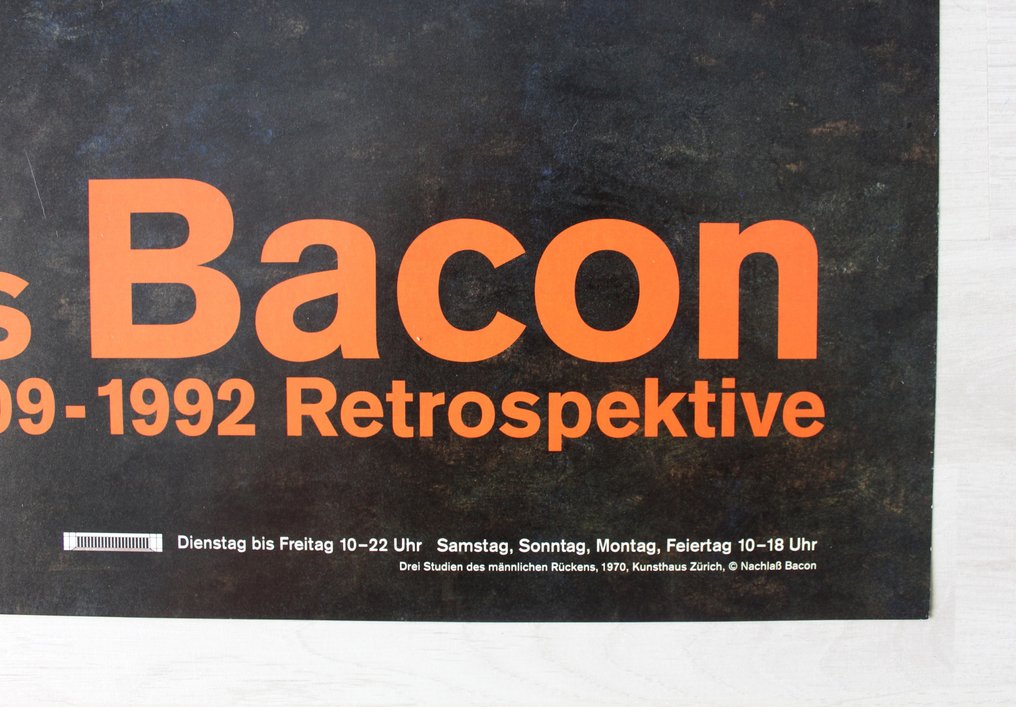 s Bacon
09-1992 Retrospektive
Dienstag bis Freitag 10–22 Uhr Samstag, Sonntag, Montag, Feiertag 10–18 Uhr
Drei Studien des männlichen Rückens, 1970, Kunsthaus Zürich, © Nachlaß Bacon